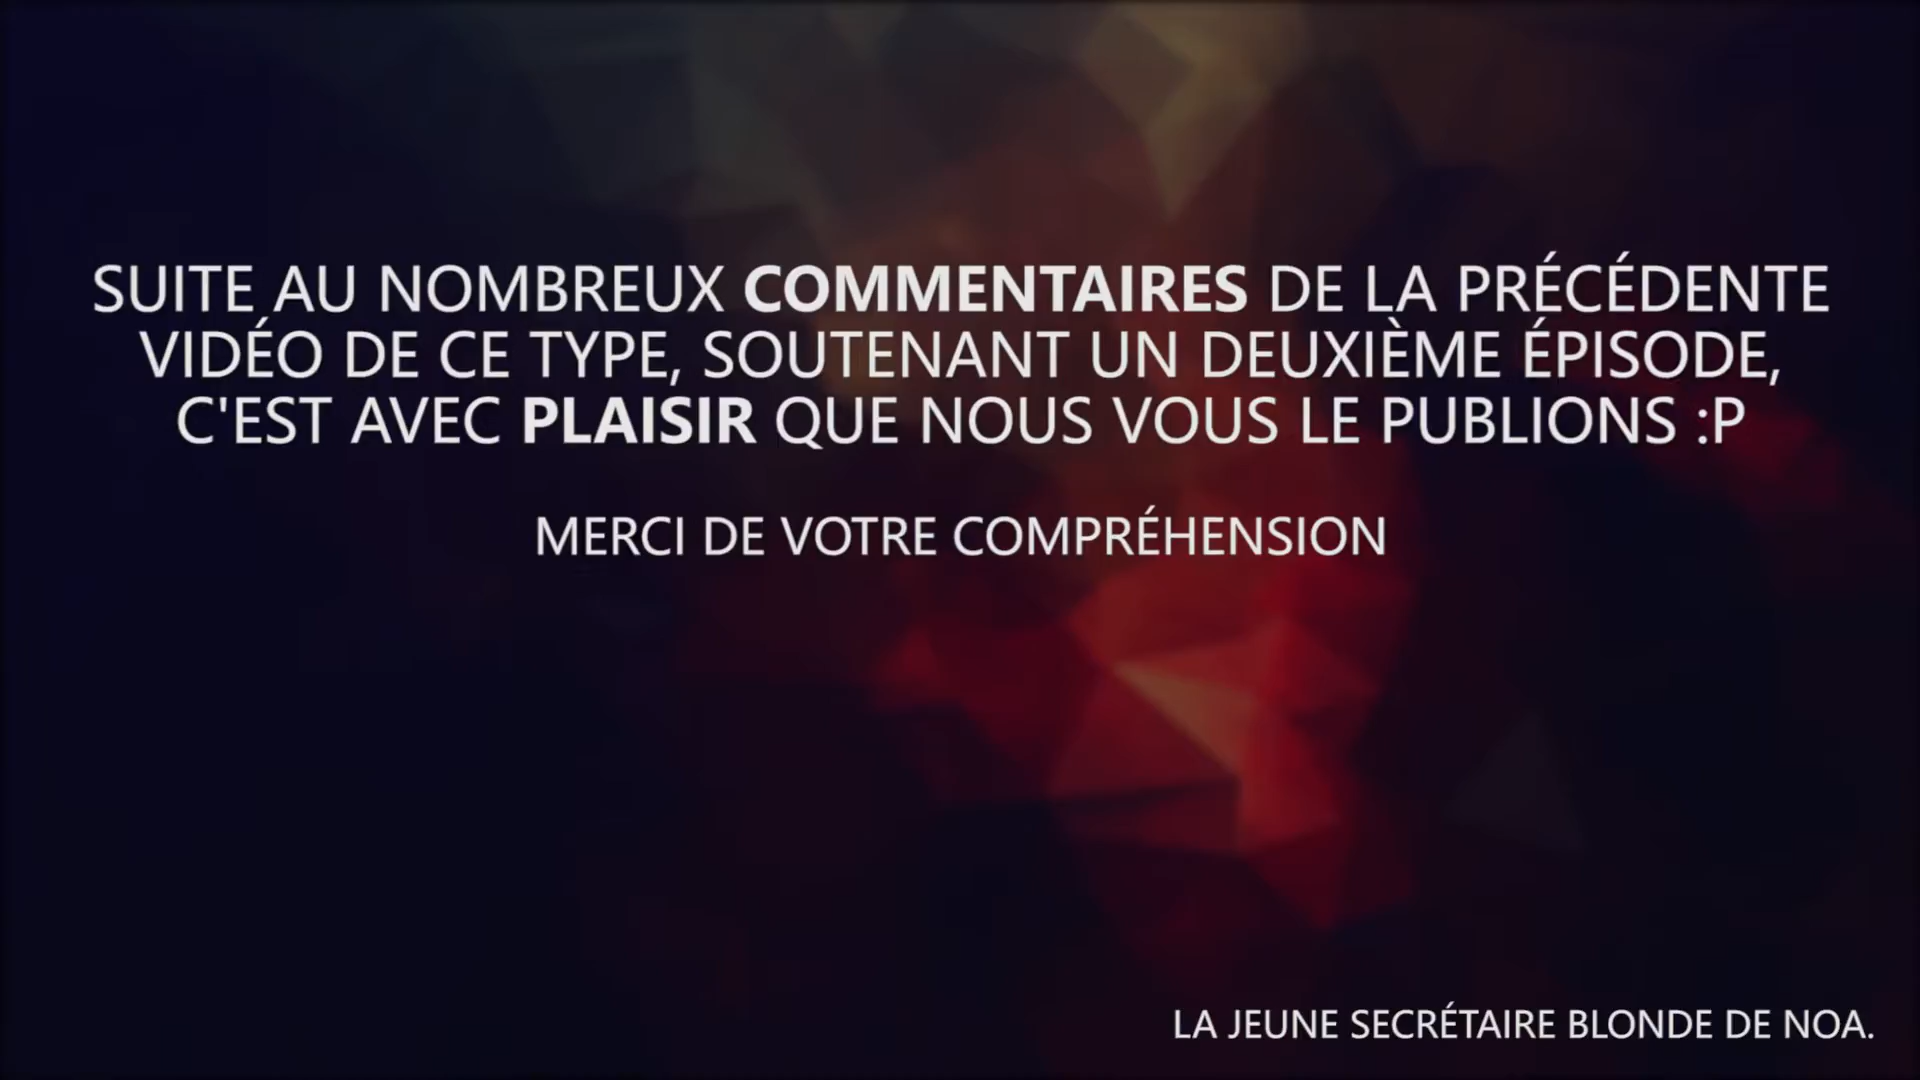 SUITE AU NOMBREUX COMMENTAIRES DE LA PRÉCÉDENTE
VIDÉO DE CE TYPE, SOUTENANT UN DEUXIÈME ÉPISODE,
C'EST AVEC PLAISIR QUE NOUS VOUS LE PUBLIONS :P
MERCI DE VOTRE COMPRÉHENSION
LA JEUNE SECRÉTAIRE BLONDE DE NOA.